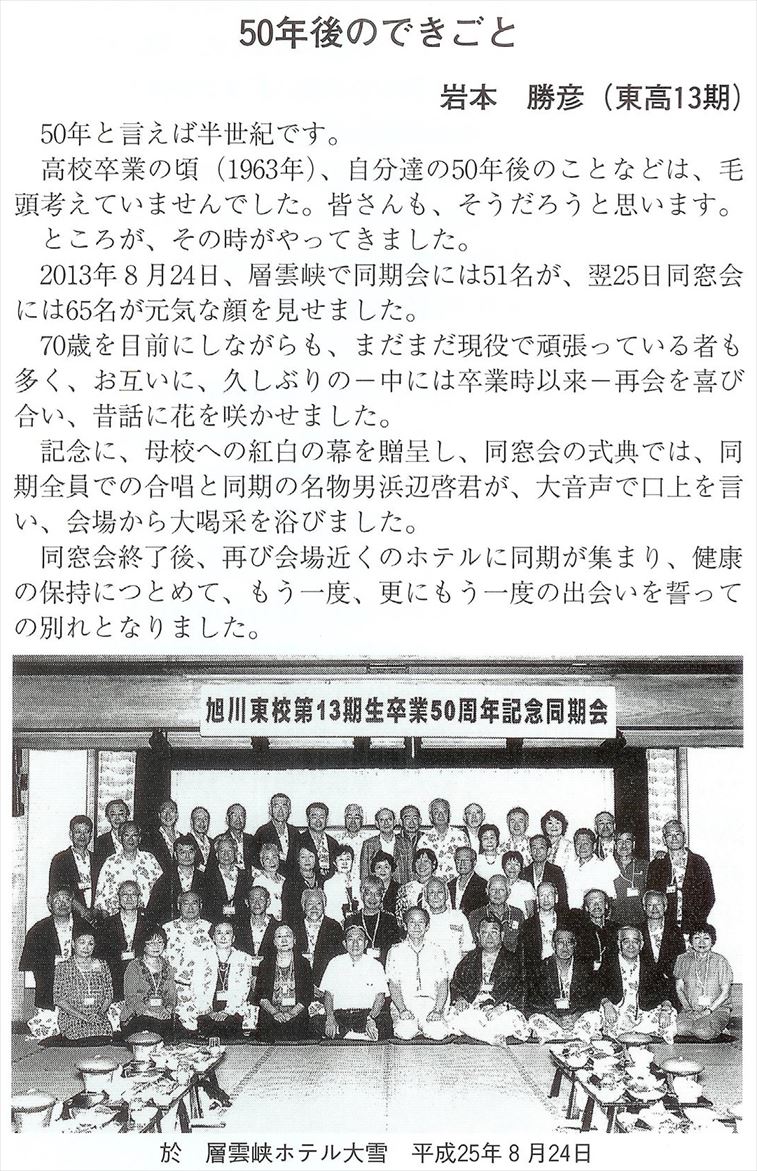 50年後のできごと
岩本　勝彦（東高13期）
50年と言えば半世紀です。
高校卒業の頃（1963年）、自分達の50年後のことなどは、毛
頭考えていませんでした。皆さんも、そうだろうと思います。
ところが、その時がやってきました。
2013年８月24日、層雲峡で同期会には51名が、翌25日同窓会
には65名が元気な顔を見せました。
70歳を目前にしながらも、まだまだ現役で頑張っている者も
多く、お互いに、久しぶりの－中には卒業時以来－再会を喜び
合い、昔話に花を咲かせました。
記念に、母校への紅白の幕を贈呈し、同窓会の式典では、同
期全員での合唱と同期の名物男浜辺啓君が、大音声で口上を言
い、会場から大喝采を浴びました。
同窓会終了後、再び会場近くのホテルに同期が集まり、健康
の保持につとめて、もう一度、更にもう一度の出会いを誓って
の別れとなりました。
旭川東校第13期生卒業50周年記念同期会
於　層雲峡ホテル大雪　平成25年８月24日